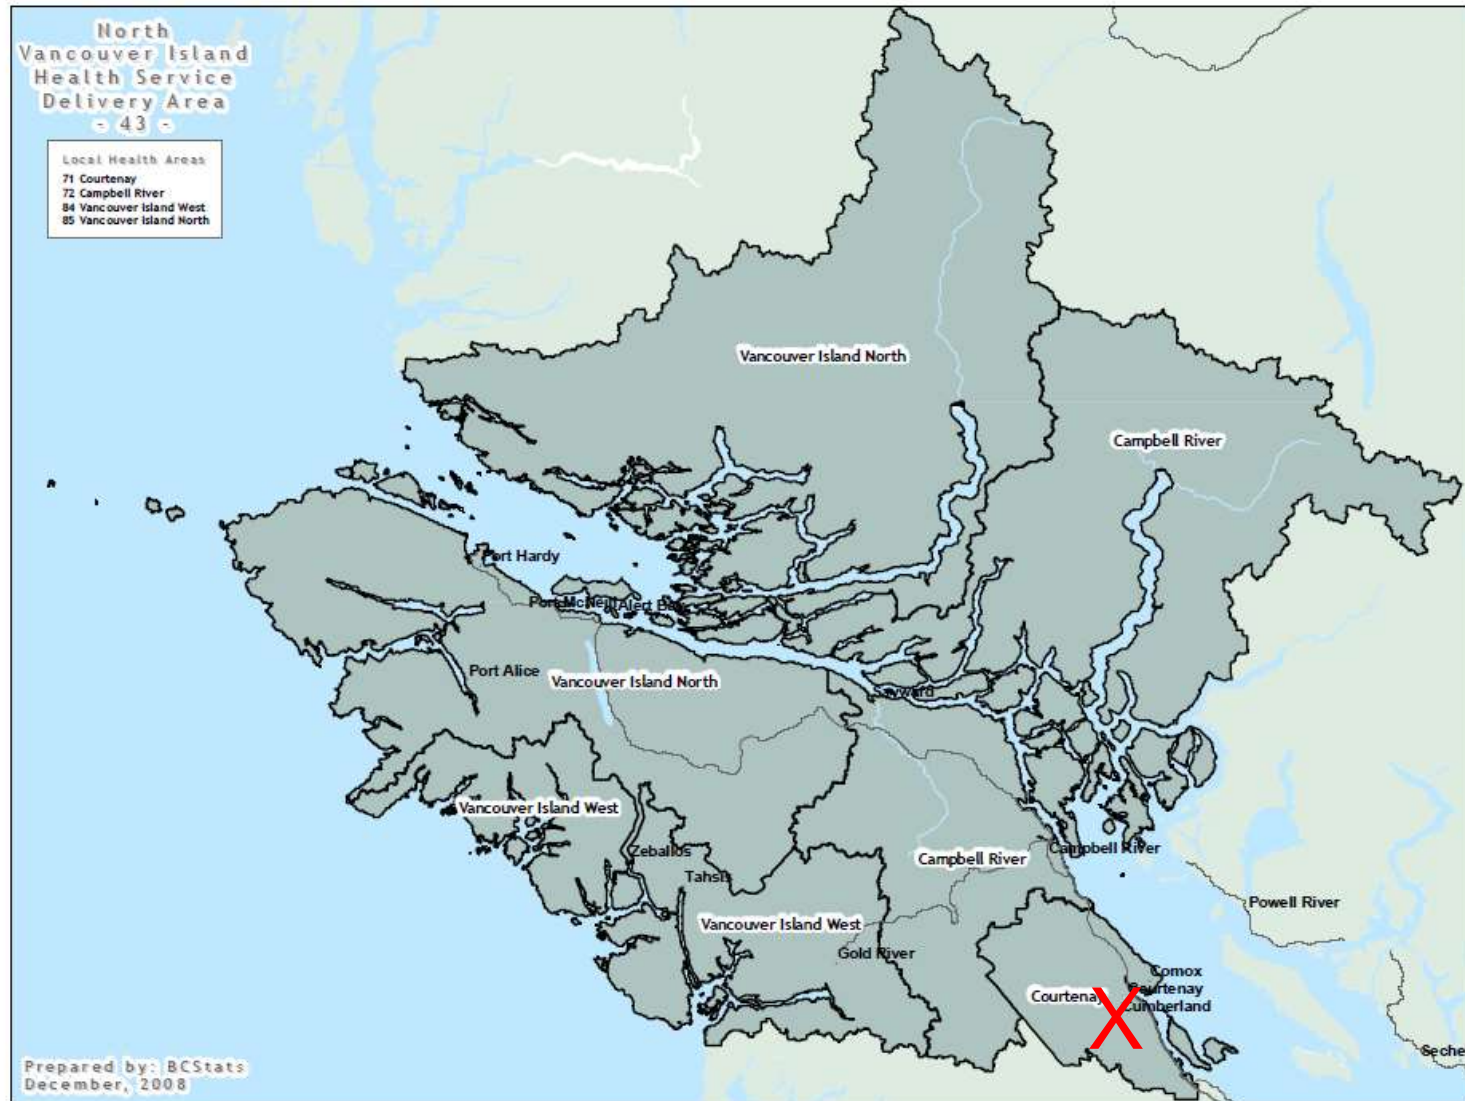 North
Vancouver Island
Health Service
Delivery Area
- 43 -
Local Health Areas
71 Courtenay
72 Campbell River
84 Vancouver Island West
85 Vancouver Island North
Vancouver Island North
Campbell River
Port Hardy
Port McNeill Alert Bay
Port Alice
Vancouver Island North
Sayward
Vancouver Island West
Zeballos
Campbell River
Campbell River
Tahsis
Powell River
Vancouver Island West
Gold River
Comox
Courtenay
Courtenay
Cumberland
X
Seche
Prepared by: BCStats
December, 2008